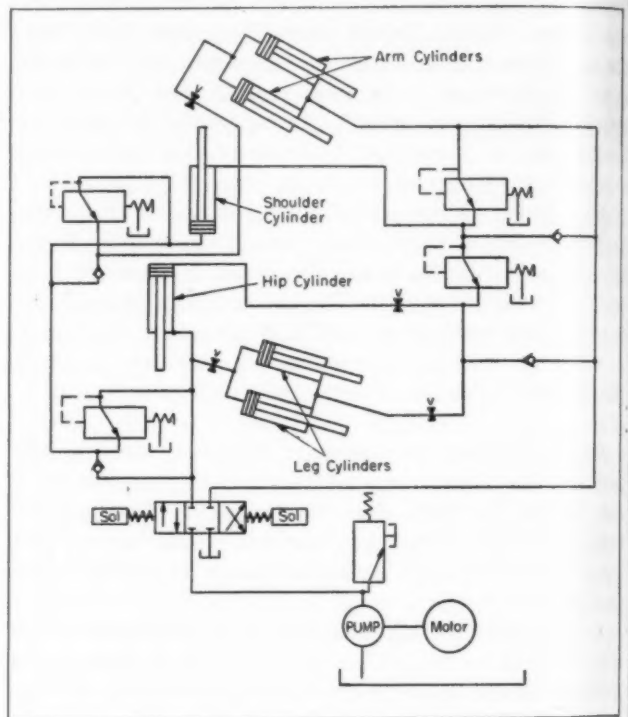 Arm Cylinders
v
Shoulder
Cylinder
Hip Cylinder
v
v
v
Leg Cylinders
Sol
Sol
PUMP
Motor